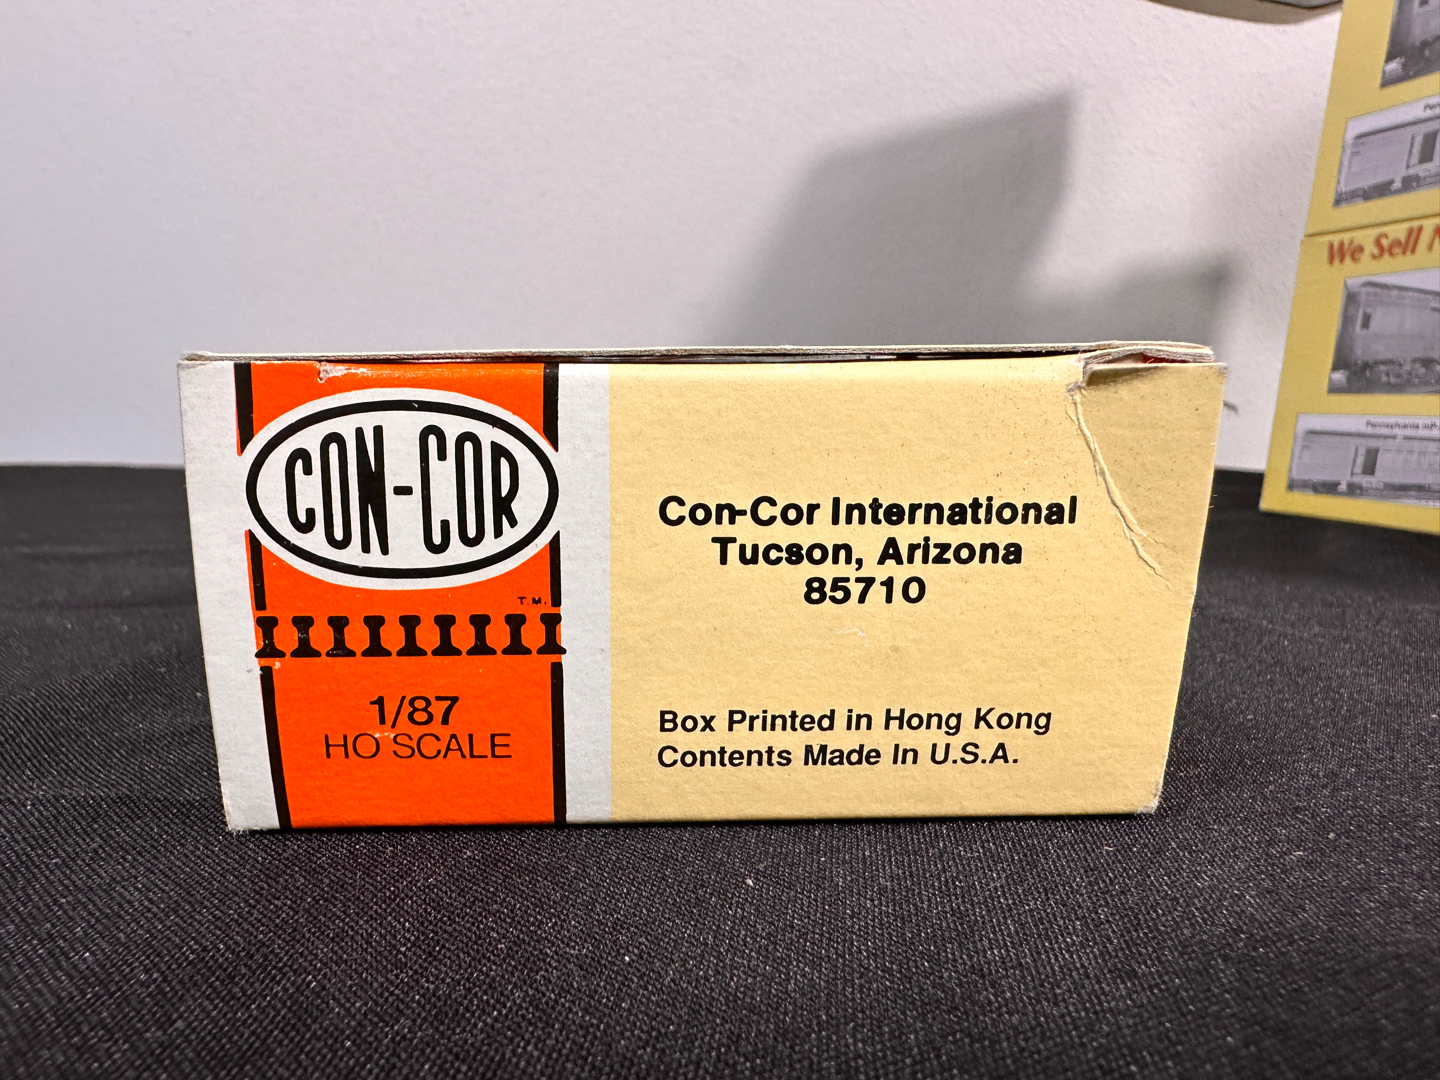 CON-COR
T.M.
1/87
HO SCALE
Con-Cor International
Tucson, Arizona
85710
Box Printed in Hong Kong
Contents Made In U.S.A.
We Sell
Pennsylvania